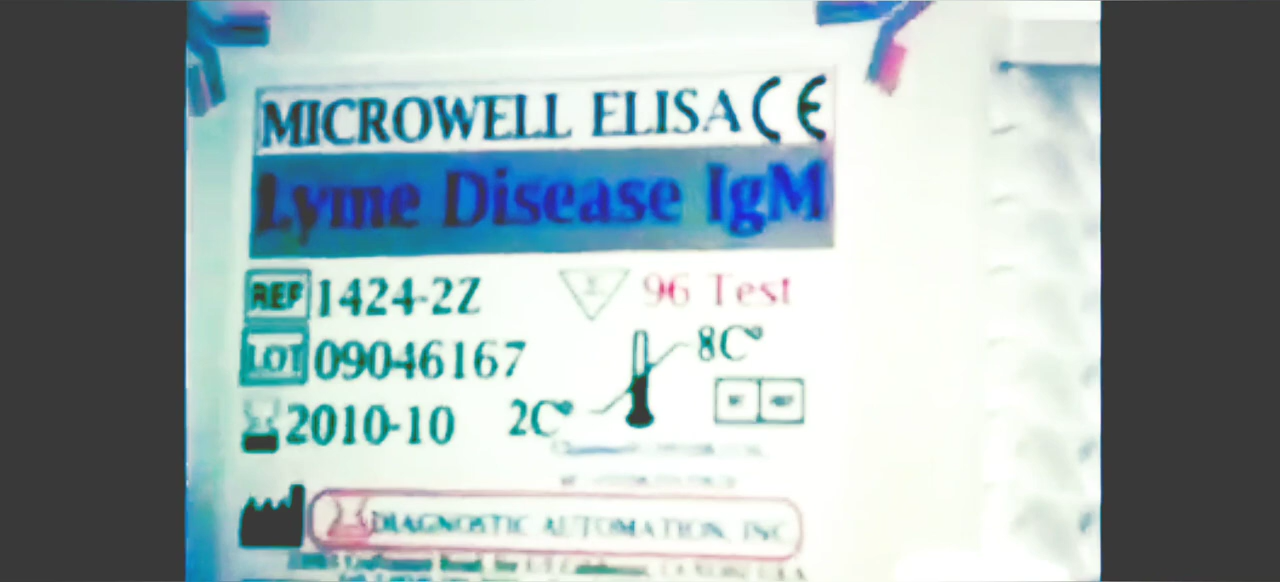 MICROWELL ELISA CE
Lyme Disease IgM
REF 1424-2Z
Σ 96 Test
LOT 09046167
8C°
2010-10
2C°
DIAGNOSTIC AUTOMATION, INC